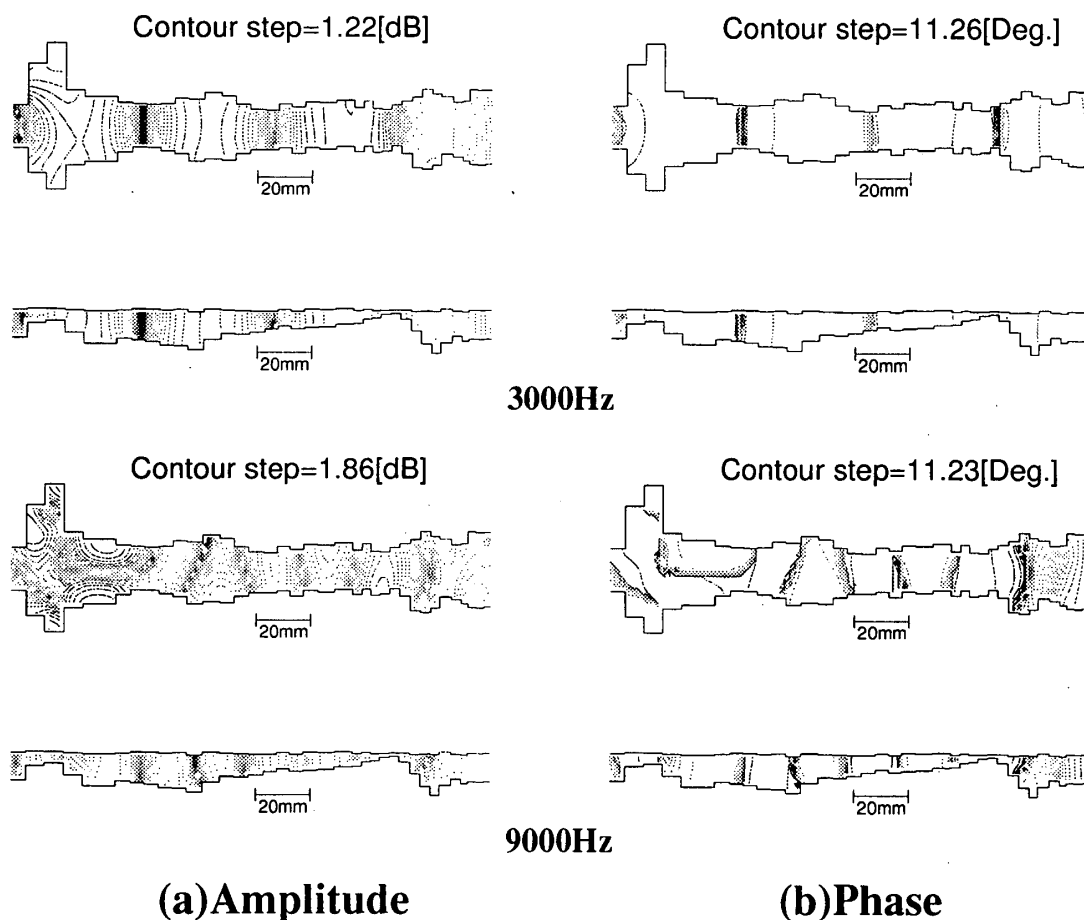 Contour step=1.22[dB]
Contour step=11.26[Deg.]
20mm
20mm
20mm
20mm
3000Hz
Contour step=1.86[dB]
Contour step=11.23[Deg.]
20mm
20mm
20mm
20mm
9000Hz
(a)Amplitude
(b)Phase